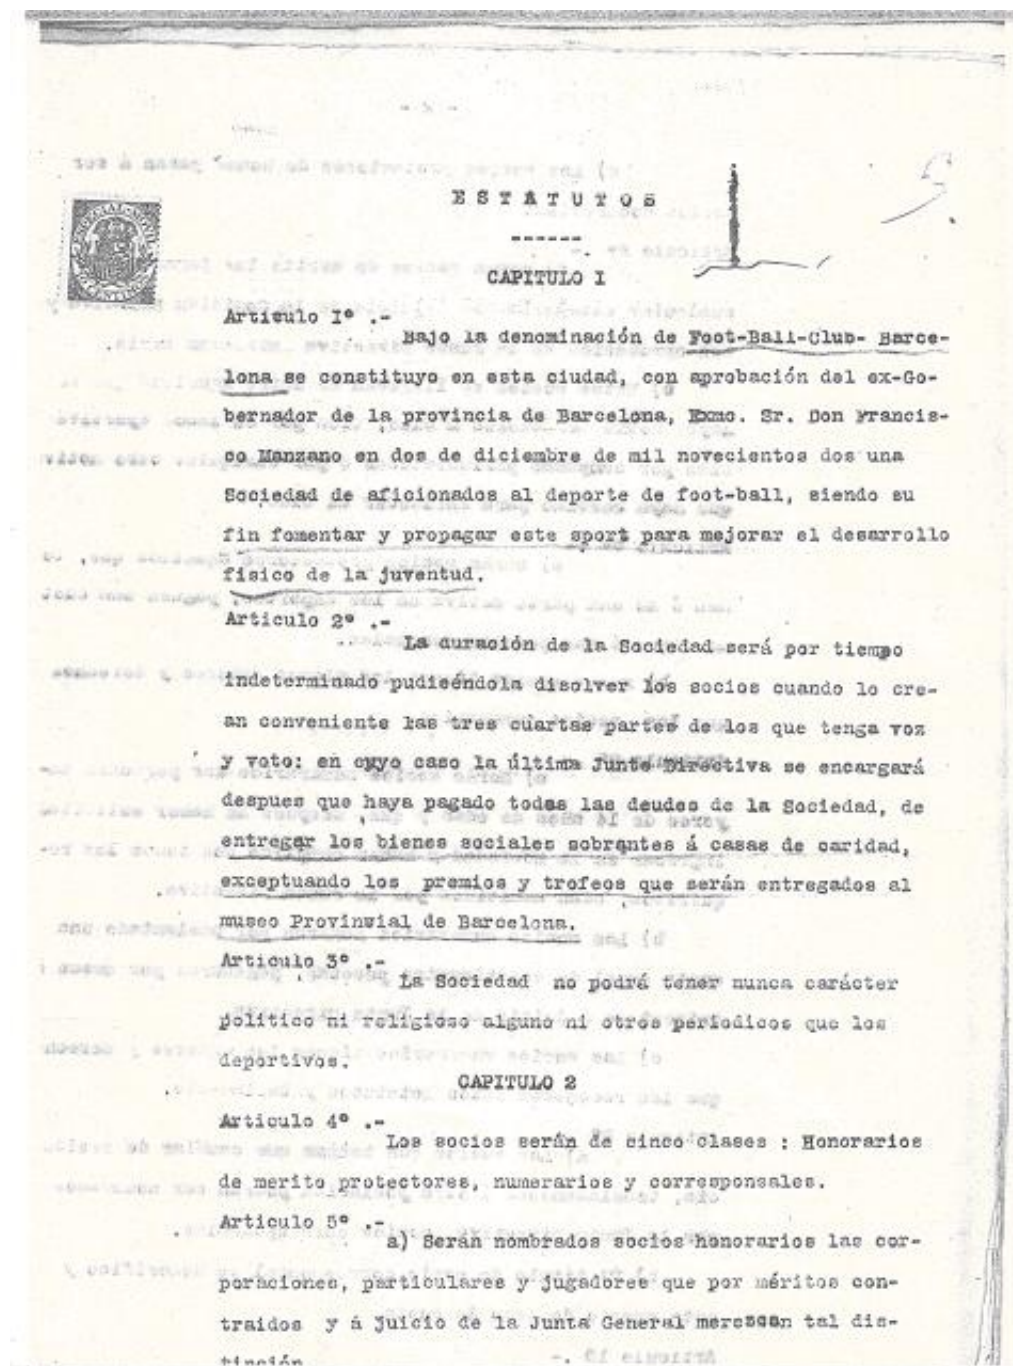 ESTATUTOS
------
CAPITULO I
Articulo Iº .-
Bajo la denominación de Foot-Ball-Club- Barce-
lona se constituyo en esta ciudad, con aprobación del ex-Go-
bernador de la provincia de Barcelona, Exmo. Sr. Don Francis-
co Manzano en dos de diciembre de mil novecientos dos una
Sociedad de aficionados al deporte de foot-ball, siendo su
fin fomentar y propagar este sport para mejorar el desarrollo
fisico de la juventud.
Articulo 2º .-
La duración de la Sociedad será por tiempo
indeterminado pudieéndola disolver los socios cuando lo cre-
an conveniente las tres cuartas partes de los que tenga voz
y voto: en cuyo caso la última Junta Directiva se encargará
despues que haya pagado todas las deudes de la Sociedad, de
entregar los bienes sociales sobrantes á casas de caridad,
exceptuando los premios y trofeos que serán entregados al
museo Provinsial de Barcelona.
Articulo 3º .-
La Sociedad no podrá tener nunca carácter
politico ni religioso alguno ni otros periodicos que los
deportivos.
CAPITULO 2
Articulo 4º .-
Los socios serán de cinco clases : Honorarios
de merito protectores, numerarios y corresponsales.
Articulo 5º .-
a) Serán nombrados socios honorarios las cor-
poraciones, particulares y jugadores que por méritos con-
traidos y á juicio de la Junta General merezcan tal dis-
tinción